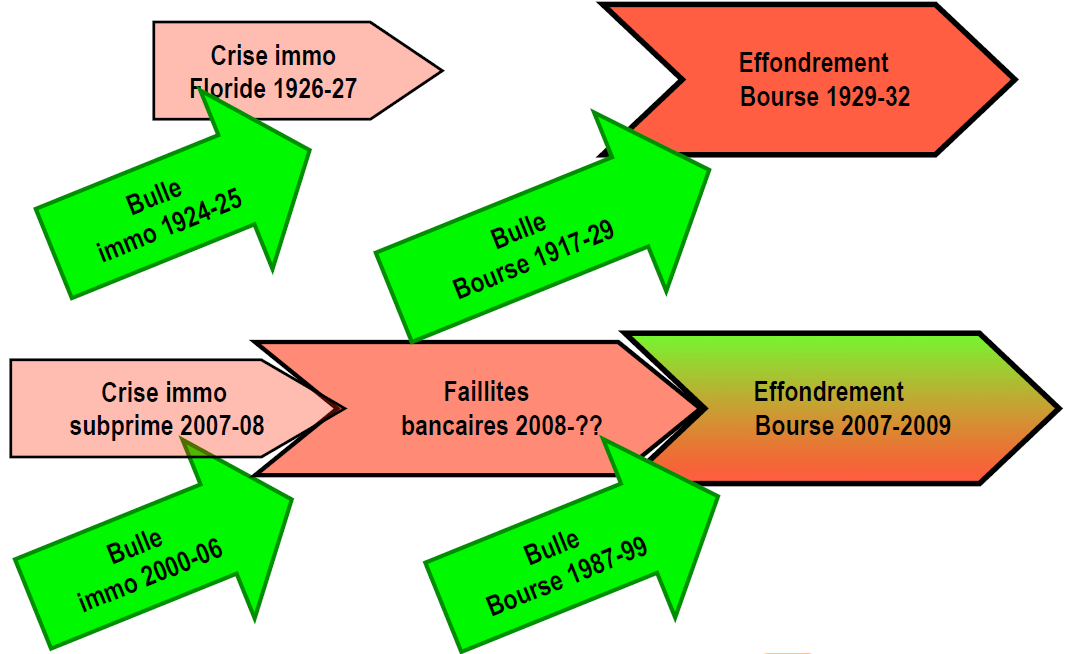 Crise immo
Floride 1926-27
Effondrement
Bourse 1929-32
Bulle
immo 1924-25
Bulle
Bourse 1917-29
Crise immo
subprime 2007-08
Faillites
bancaires 2008-??
Effondrement
Bourse 2007-2009
Bulle
immo 2000-06
Bulle
Bourse 1987-99